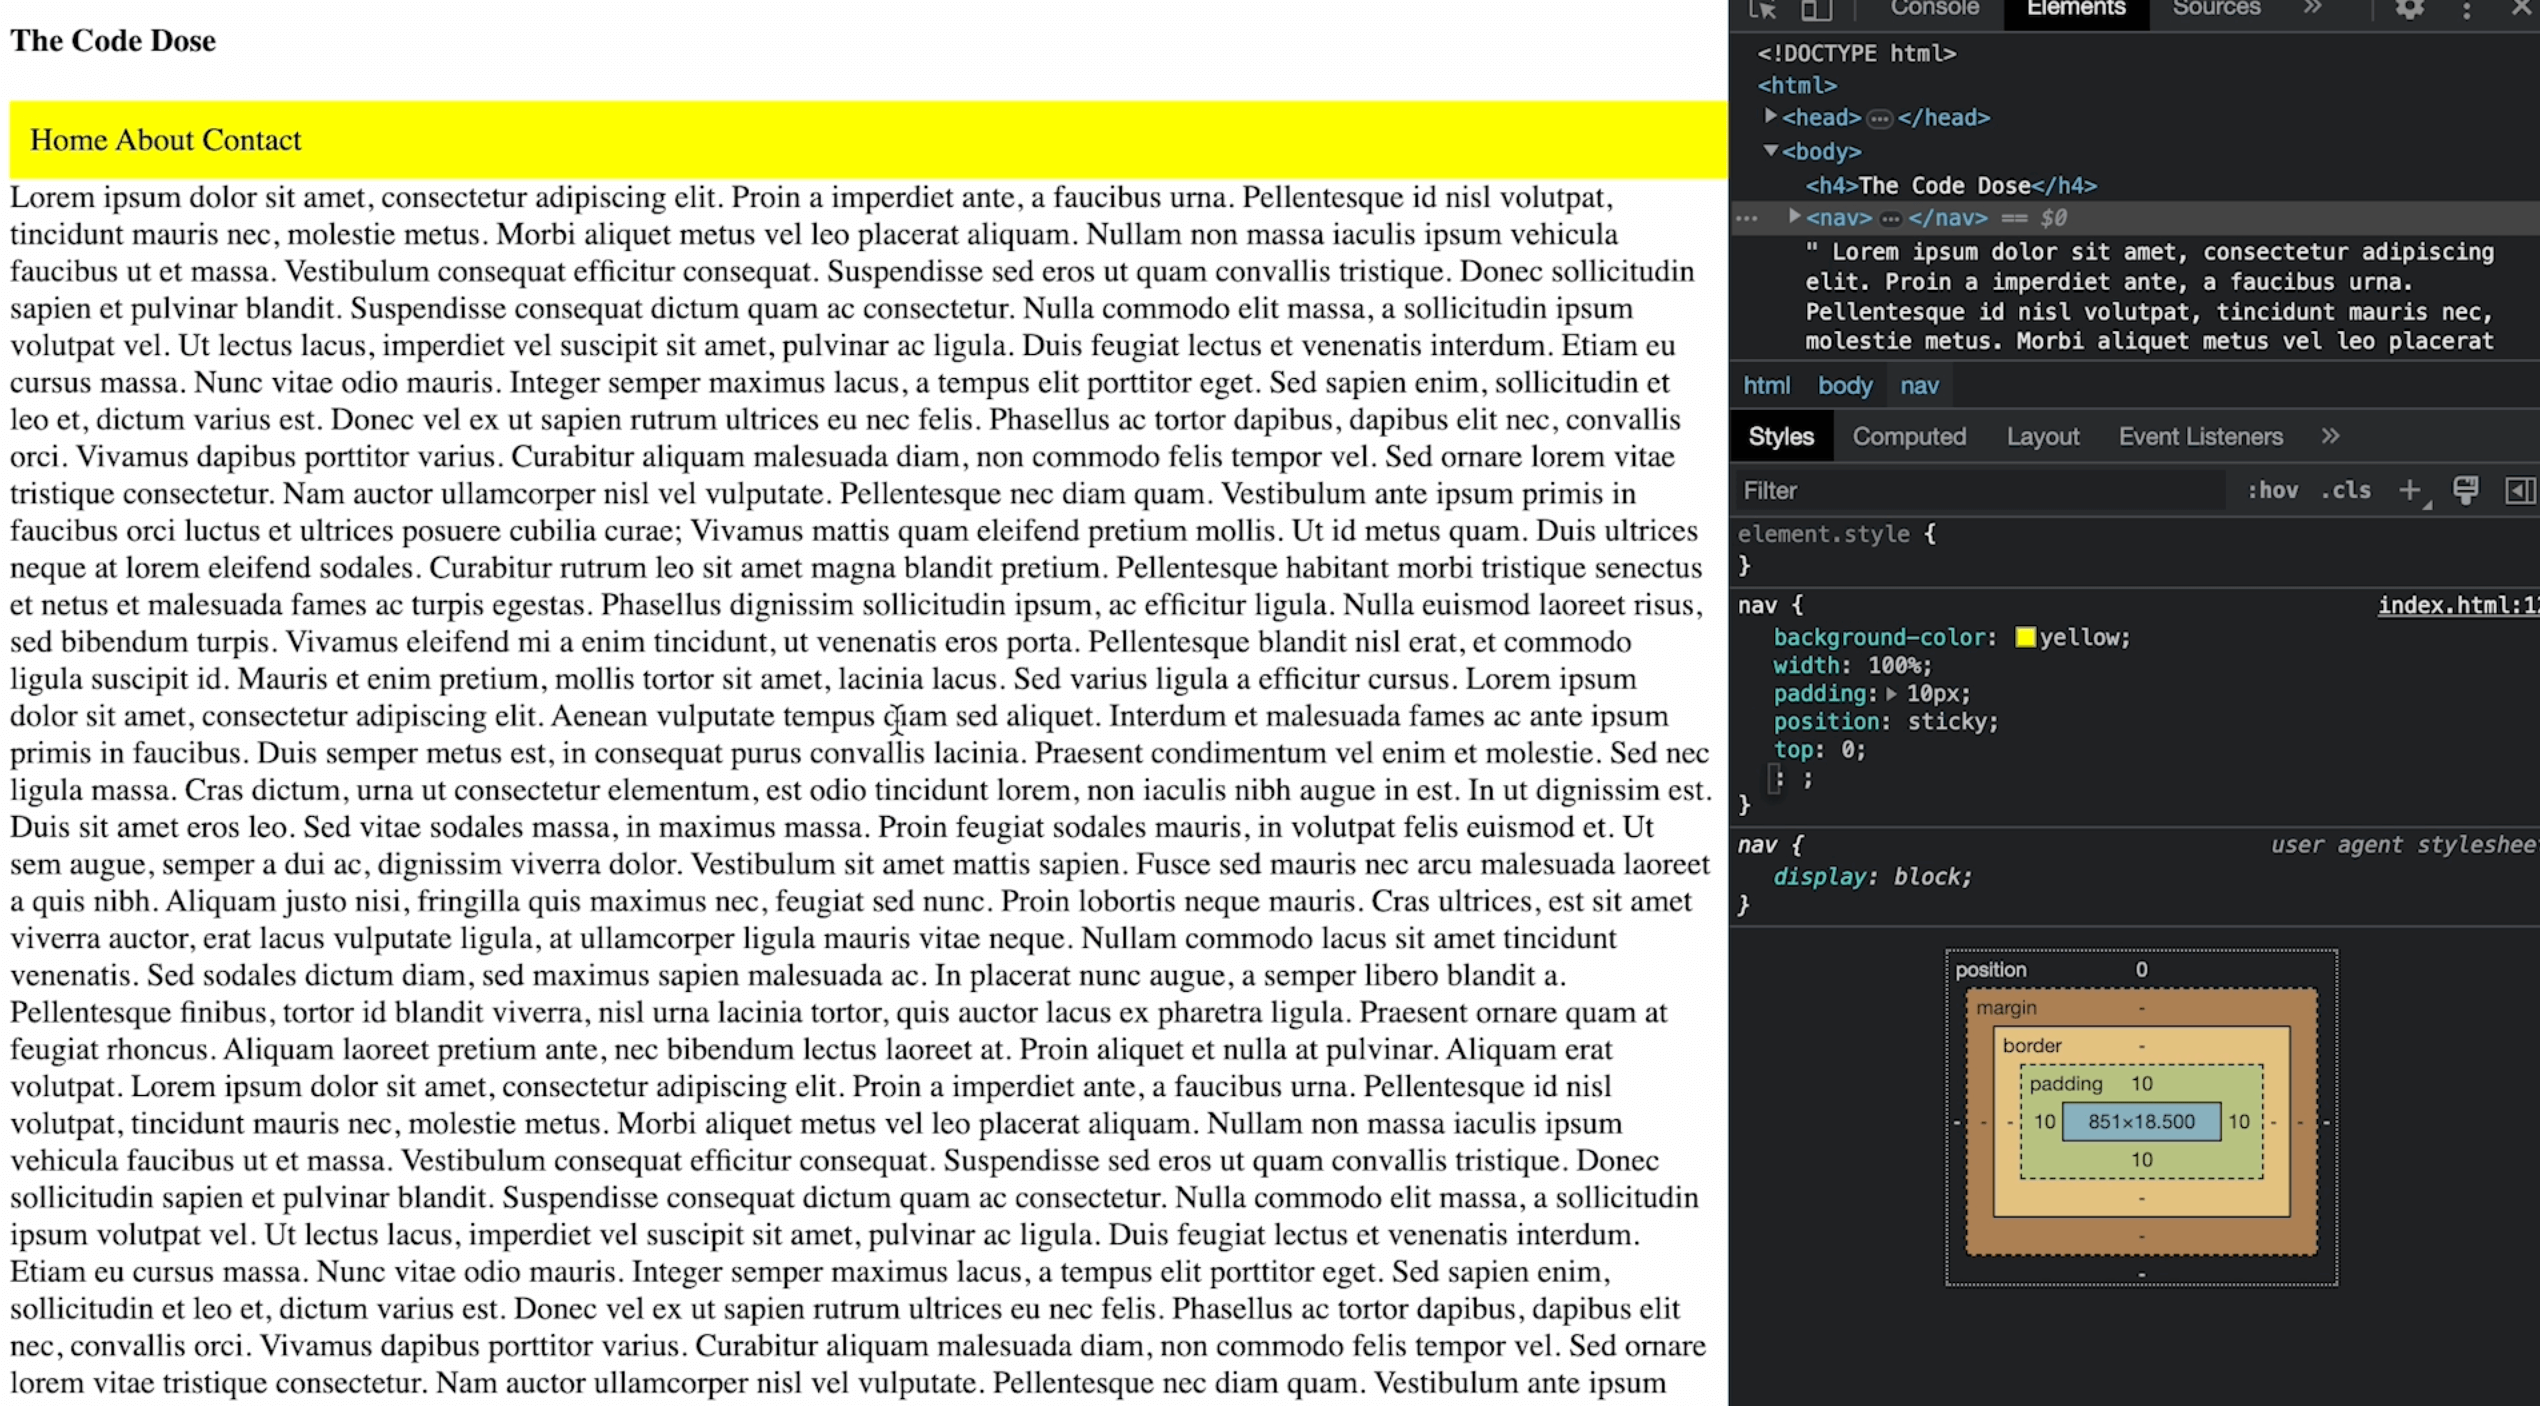 The Code Dose
Home About Contact
Lorem ipsum dolor sit amet, consectetur adipiscing elit. Proin a imperdiet ante, a faucibus urna. Pellentesque id nisl volutpat,
tincidunt mauris nec, molestie metus. Morbi aliquet metus vel leo placerat aliquam. Nullam non massa iaculis ipsum vehicula
faucibus ut et massa. Vestibulum consequat efficitur consequat. Suspendisse sed eros ut quam convallis tristique. Donec sollicitudin
sapien et pulvinar blandit. Suspendisse consequat dictum quam ac consectetur. Nulla commodo elit massa, a sollicitudin ipsum
volutpat vel. Ut lectus lacus, imperdiet vel suscipit sit amet, pulvinar ac ligula. Duis feugiat lectus et venenatis interdum. Etiam eu
cursus massa. Nunc vitae odio mauris. Integer semper maximus lacus, a tempus elit porttitor eget. Sed sapien enim, sollicitudin et
leo et, dictum varius est. Donec vel ex ut sapien rutrum ultrices eu nec felis. Phasellus ac tortor dapibus, dapibus elit nec, convallis
orci. Vivamus dapibus porttitor varius. Curabitur aliquam malesuada diam, non commodo felis tempor vel. Sed ornare lorem vitae
tristique consectetur. Nam auctor ullamcorper nisl vel vulputate. Pellentesque nec diam quam. Vestibulum ante ipsum primis in
faucibus orci luctus et ultrices posuere cubilia curae; Vivamus mattis quam eleifend pretium mollis. Ut id metus quam. Duis ultrices
neque at lorem eleifend sodales. Curabitur rutrum leo sit amet magna blandit pretium. Pellentesque habitant morbi tristique senectus
et netus et malesuada fames ac turpis egestas. Phasellus dignissim sollicitudin ipsum, ac efficitur ligula. Nulla euismod laoreet risus,
sed bibendum turpis. Vivamus eleifend mi a enim tincidunt, ut venenatis eros porta. Pellentesque blandit nisl erat, et commodo
ligula suscipit id. Mauris et enim pretium, mollis tortor sit amet, lacinia lacus. Sed varius ligula a efficitur cursus. Lorem ipsum
dolor sit amet, consectetur adipiscing elit. Aenean vulputate tempus diam sed aliquet. Interdum et malesuada fames ac ante ipsum
primis in faucibus. Duis semper metus est, in consequat purus convallis lacinia. Praesent condimentum vel enim et molestie. Sed nec
ligula massa. Cras dictum, urna ut consectetur elementum, est odio tincidunt lorem, non iaculis nibh augue in est. In ut dignissim est.
Duis sit amet eros leo. Sed vitae sodales massa, in maximus massa. Proin feugiat sodales mauris, in volutpat felis euismod et. Ut
sem augue, semper a dui ac, dignissim viverra dolor. Vestibulum sit amet mattis sapien. Fusce sed mauris nec arcu malesuada laoreet
a quis nibh. Aliquam justo nisi, fringilla quis maximus nec, feugiat sed nunc. Proin lobortis neque mauris. Cras ultrices, est sit amet
viverra auctor, erat lacus vulputate ligula, at ullamcorper ligula mauris vitae neque. Nullam commodo lacus sit amet tincidunt
venenatis. Sed sodales dictum diam, sed maximus sapien malesuada ac. In placerat nunc augue, a semper libero blandit a.
Pellentesque finibus, tortor id blandit viverra, nisl urna lacinia tortor, quis auctor lacus ex pharetra ligula. Praesent ornare quam at
feugiat rhoncus. Aliquam laoreet pretium ante, nec bibendum lectus laoreet at. Proin aliquet et nulla at pulvinar. Aliquam erat
volutpat. Lorem ipsum dolor sit amet, consectetur adipiscing elit. Proin a imperdiet ante, a faucibus urna. Pellentesque id nisl
volutpat, tincidunt mauris nec, molestie metus. Morbi aliquet metus vel leo placerat aliquam. Nullam non massa iaculis ipsum
vehicula faucibus ut et massa. Vestibulum consequat efficitur consequat. Suspendisse sed eros ut quam convallis tristique. Donec
sollicitudin sapien et pulvinar blandit. Suspendisse consequat dictum quam ac consectetur. Nulla commodo elit massa, a sollicitudin
ipsum volutpat vel. Ut lectus lacus, imperdiet vel suscipit sit amet, pulvinar ac ligula. Duis feugiat lectus et venenatis interdum.
Etiam eu cursus massa. Nunc vitae odio mauris. Integer semper maximus lacus, a tempus elit porttitor eget. Sed sapien enim,
sollicitudin et leo et, dictum varius est. Donec vel ex ut sapien rutrum ultrices eu nec felis. Phasellus ac tortor dapibus, dapibus elit
nec, convallis orci. Vivamus dapibus porttitor varius. Curabitur aliquam malesuada diam, non commodo felis tempor vel. Sed ornare
lorem vitae tristique consectetur. Nam auctor ullamcorper nisl vel vulputate. Pellentesque nec diam quam. Vestibulum ante ipsum
Console Elements Sources »
<!DOCTYPE html>
<html>
<head> … </head>
<body>
<h4>The Code Dose</h4>
… <nav> … </nav> == $0
" Lorem ipsum dolor sit amet, consectetur adipiscing
elit. Proin a imperdiet ante, a faucibus urna.
Pellentesque id nisl volutpat, tincidunt mauris nec,
molestie metus. Morbi aliquet metus vel leo placerat
html body nav
Styles Computed Layout Event Listeners »
Filter :hov .cls +
element.style {
}
nav { index.html:1
background-color: yellow;
width: 100%;
padding: 10px;
position: sticky;
top: 0;
: ;
}
nav { user agent styleshee
display: block;
}
position 0
margin -
border -
padding 10
- - - 10 851×18.500 10 - - -
10
-
-
-